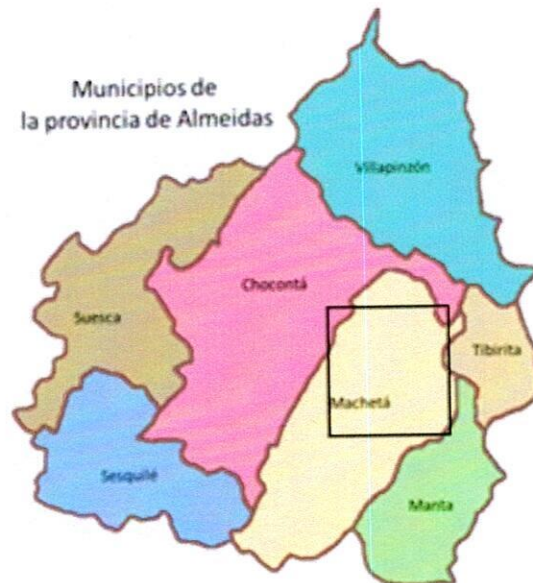 Municipios de
la provincia de Almeidas
Villapinzón
Chocontá
Suesca
Tibirita
Machetá
Sesquilé
Manta